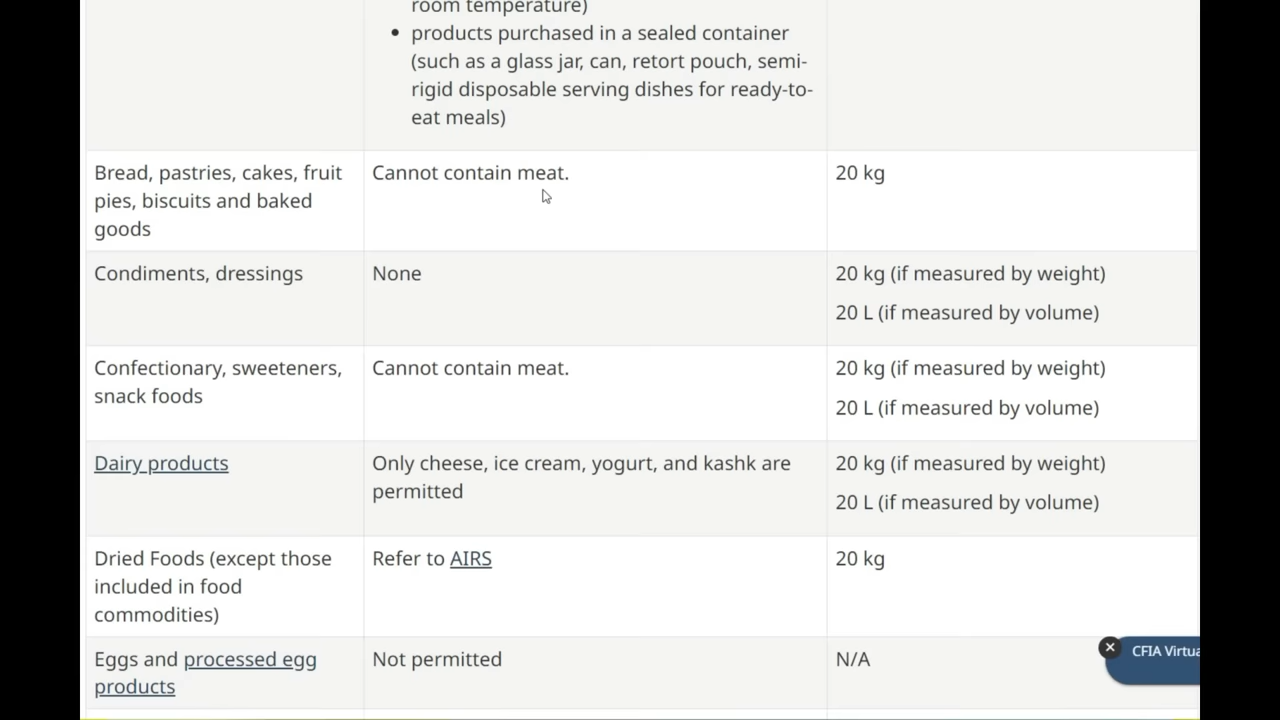 room temperature)
• products purchased in a sealed container
(such as a glass jar, can, retort pouch, semi-
rigid disposable serving dishes for ready-to-
eat meals)
Bread, pastries, cakes, fruit
pies, biscuits and baked
goods
Cannot contain meat.
20 kg
Condiments, dressings
None
20 kg (if measured by weight)
20 L (if measured by volume)
Confectionary, sweeteners,
snack foods
Cannot contain meat.
20 kg (if measured by weight)
20 L (if measured by volume)
Dairy products
Only cheese, ice cream, yogurt, and kashk are
permitted
20 kg (if measured by weight)
20 L (if measured by volume)
Dried Foods (except those
included in food
commodities)
Refer to AIRS
20 kg
Eggs and processed egg
products
Not permitted
N/A
CFIA Virtua